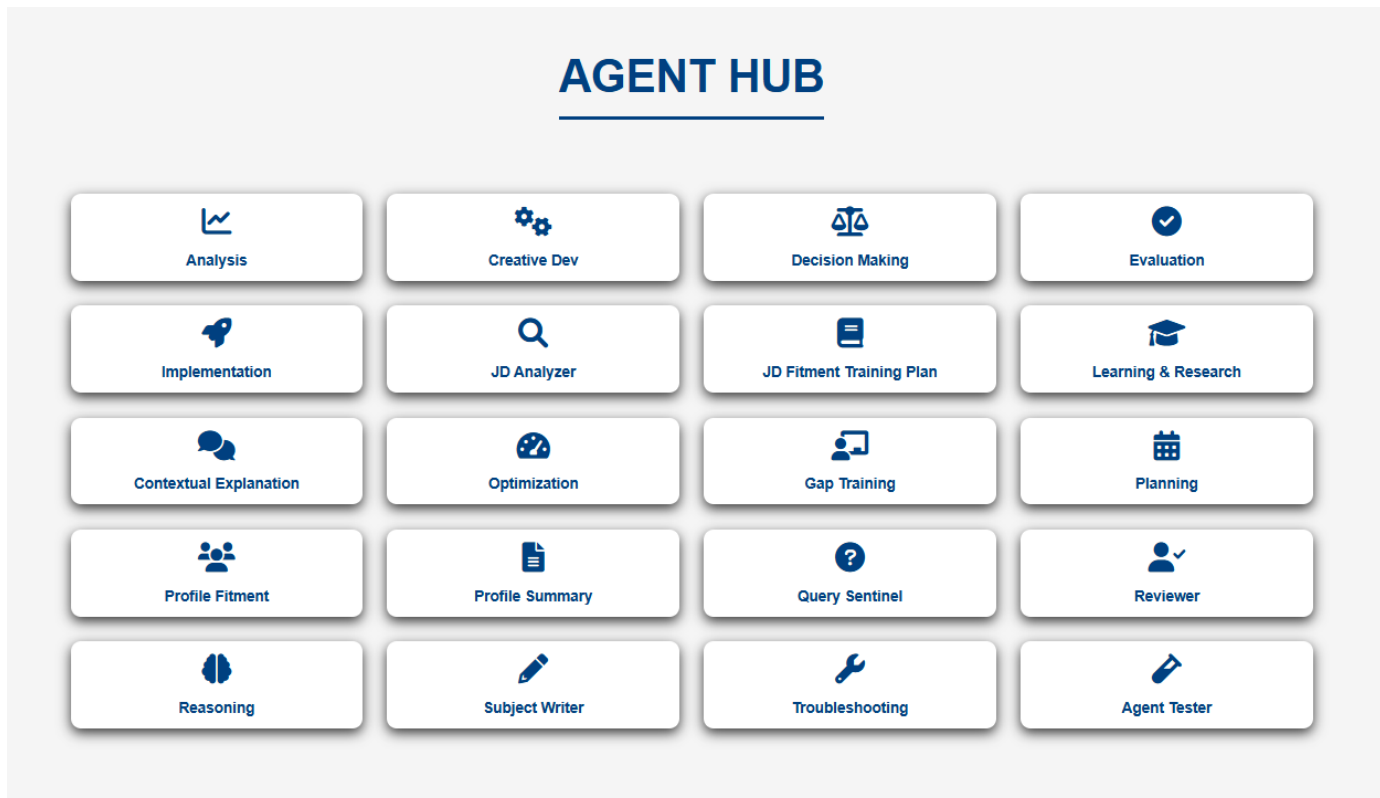 AGENT HUB
Analysis
Creative Dev
Decision Making
Evaluation
Implementation
JD Analyzer
JD Fitment Training Plan
Learning & Research
Contextual Explanation
Optimization
Gap Training
Planning
Profile Fitment
Profile Summary
Query Sentinel
Reviewer
Reasoning
Subject Writer
Troubleshooting
Agent Tester